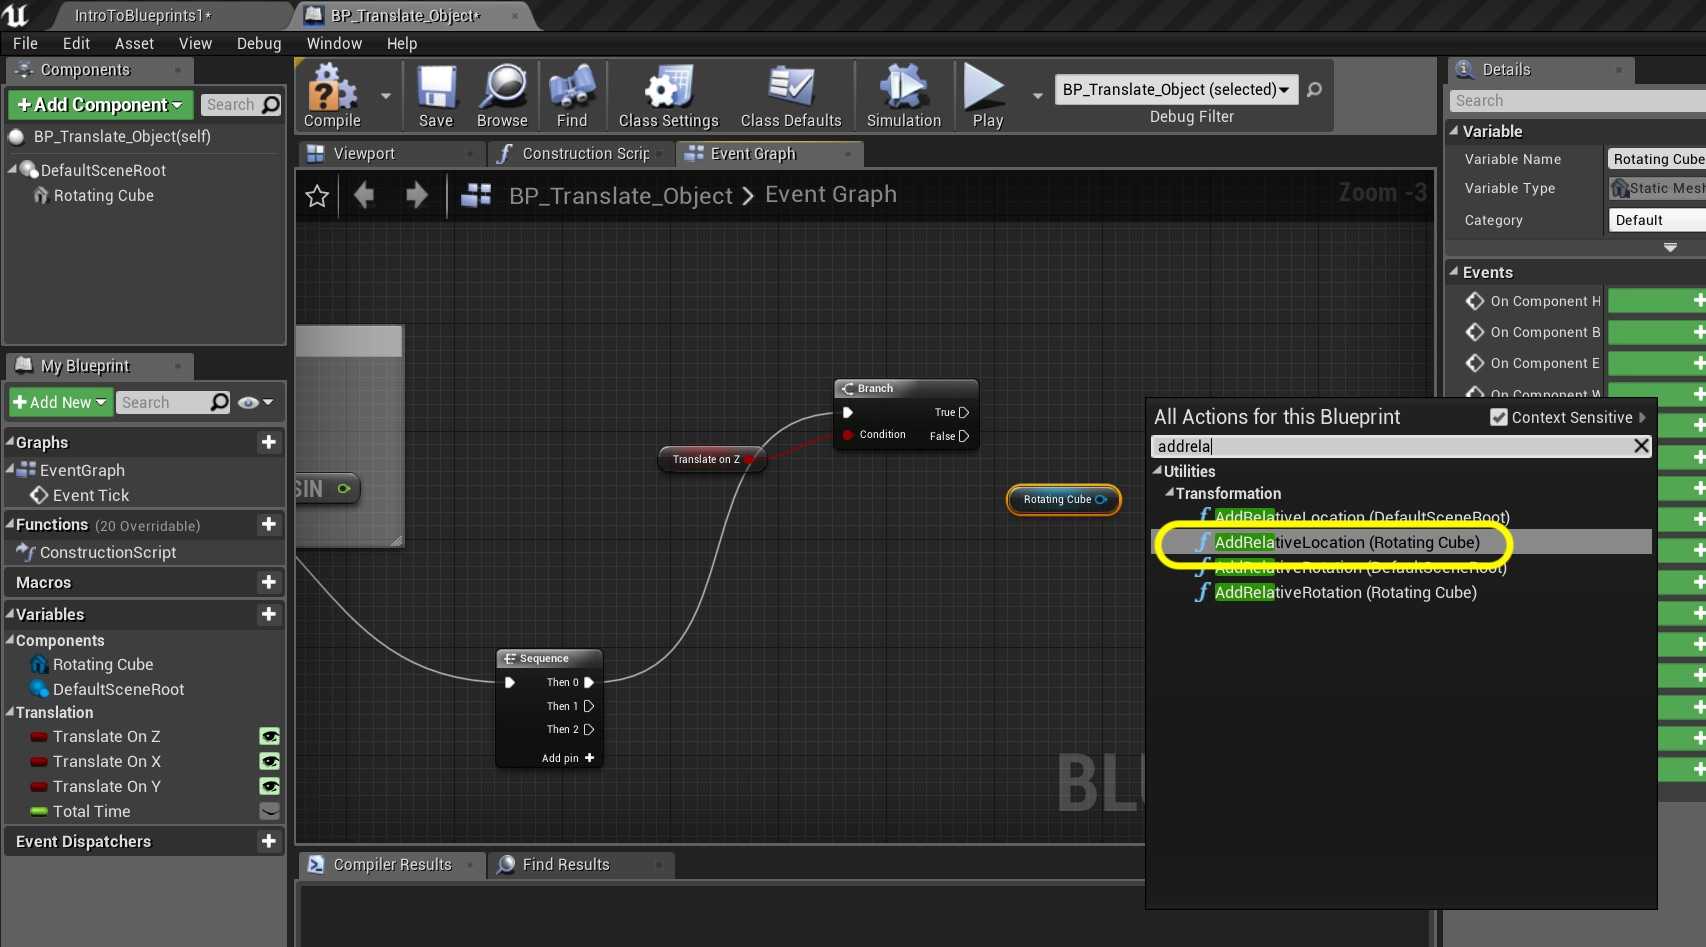 IntroToBlueprints1*
BP_Translate_Object*
File Edit Asset View Debug Window Help
Components
+Add Component
Search
BP_Translate_Object(self)
DefaultSceneRoot
Rotating Cube
Compile
Save
Browse
Find
Class Settings
Class Defaults
Simulation
Play
BP_Translate_Object (selected)
Debug Filter
Viewport
Construction Scrip
Event Graph
BP_Translate_Object > Event Graph
Zoom -3
My Blueprint
+Add New
Search
Graphs
EventGraph
Event Tick
Functions (20 Overridable)
ConstructionScript
Macros
Variables
Components
Rotating Cube
DefaultSceneRoot
Translation
Translate On Z
Translate On X
Translate On Y
Total Time
Event Dispatchers
SIN
Branch
True
Condition
False
Translate on Z
Rotating Cube
Sequence
Then 0
Then 1
Then 2
Add pin +
BL
All Actions for this Blueprint
Context Sensitive
addrela
Utilities
Transformation
AddRelativeLocation (DefaultSceneRoot)
AddRelativeLocation (Rotating Cube)
AddRelativeRotation (DefaultSceneRoot)
AddRelativeRotation (Rotating Cube)
Compiler Results
Find Results
Details
Search
Variable
Variable Name
Rotating Cube
Variable Type
Static Mesh
Category
Default
Events
On Component H
On Component B
On Component E
On Component W